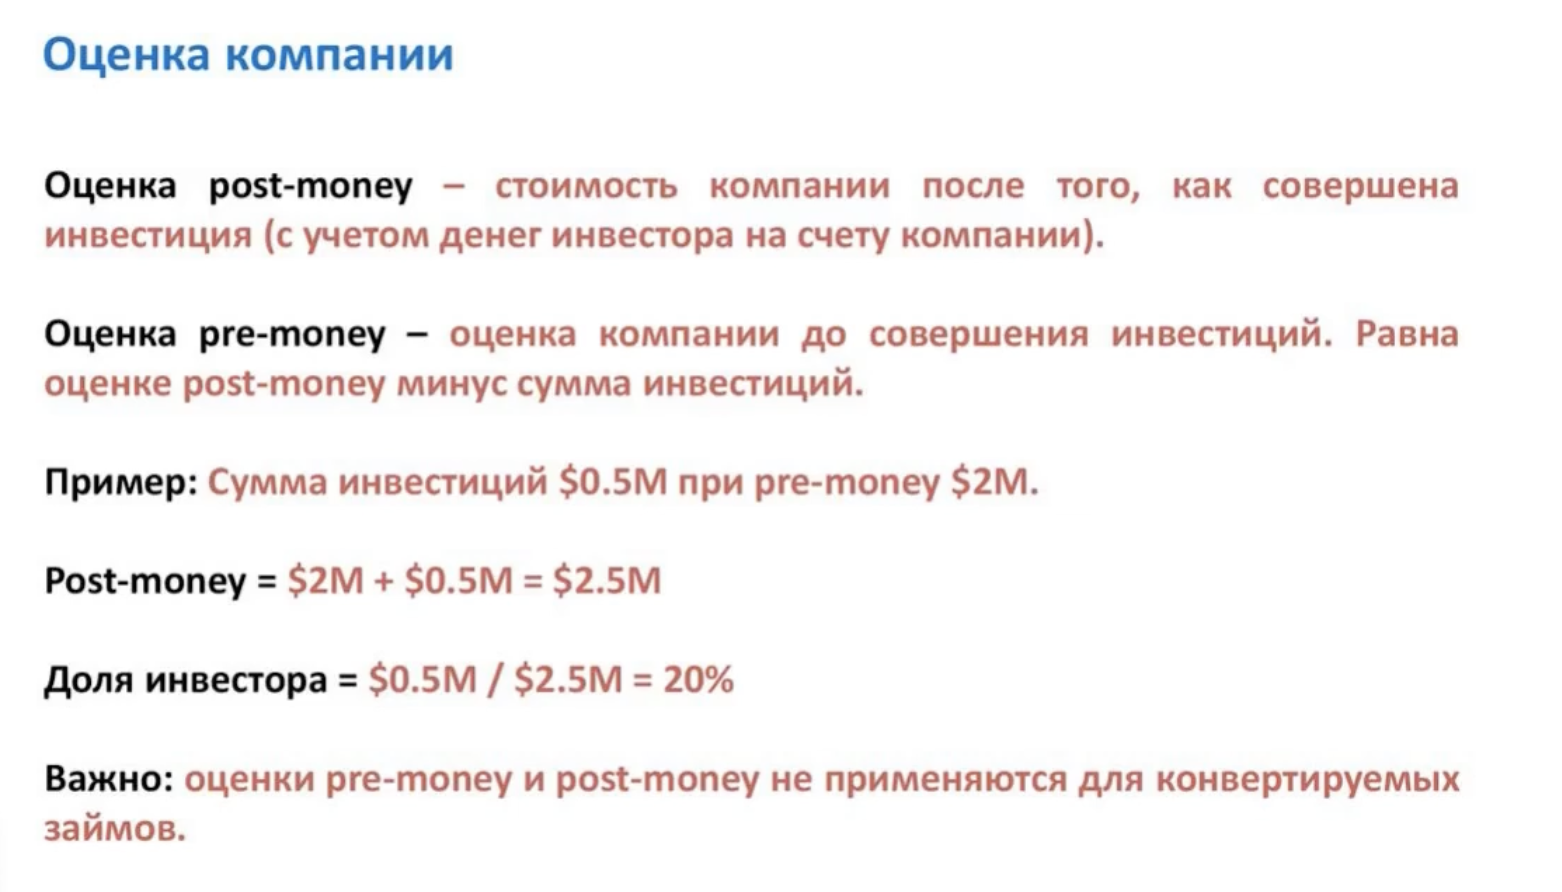 Оценка компании
Оценка post-money – стоимость компании после того, как совершена
инвестиция (с учетом денег инвестора на счету компании).
Оценка pre-money – оценка компании до совершения инвестиций. Равна
оценке post-money минус сумма инвестиций.
Пример: Сумма инвестиций $0.5M при pre-money $2M.
Post-money = $2M + $0.5M = $2.5M
Доля инвестора = $0.5M / $2.5M = 20%
Важно: оценки pre-money и post-money не применяются для конвертируемых
займов.